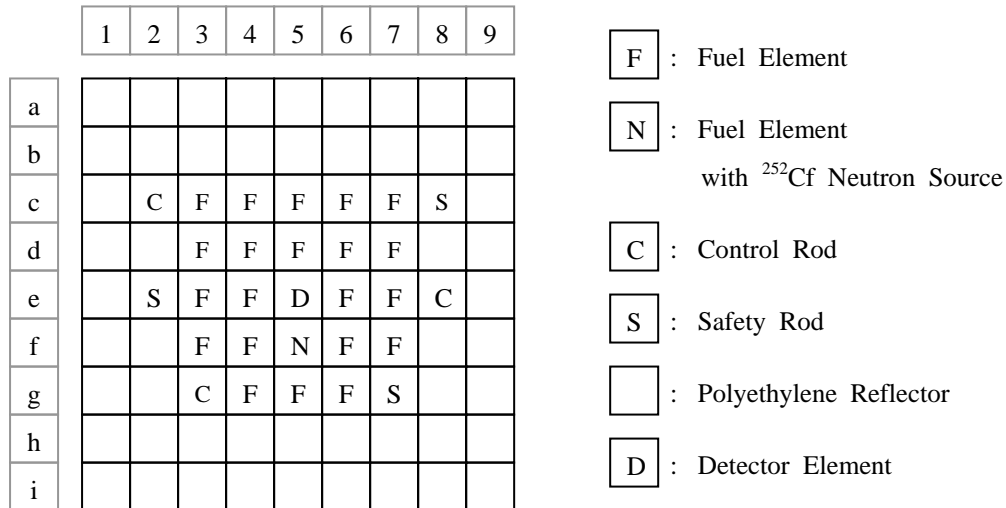 1 2 3 4 5 6 7 8 9
a
b
c C F F F F F S
d F F F F F
e S F F D F F C
f F F N F F
g C F F F S
h
i
F : Fuel Element
N : Fuel Element
with ²⁵²Cf Neutron Source
C : Control Rod
S : Safety Rod
: Polyethylene Reflector
D : Detector Element